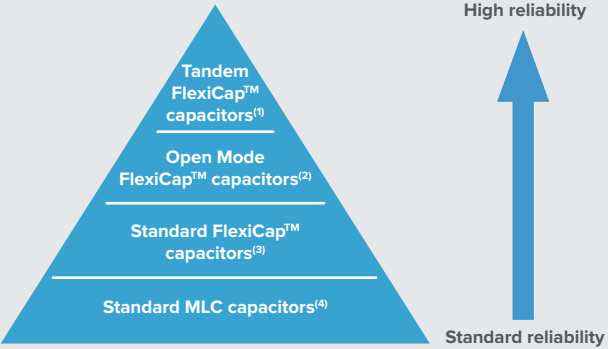 High reliability
Tandem
FlexiCap™
capacitors(1)
Open Mode
FlexiCap™ capacitors(2)
Standard FlexiCap™
capacitors(3)
Standard MLC capacitors(4)
Standard reliability